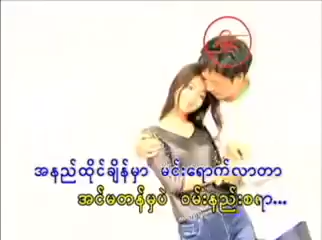 အနည်ထိုင်ချိန်မှာ မင်းရောက်လာတာ
အင်မတန်မှပဲ ဝမ်းနည်းစရာ...